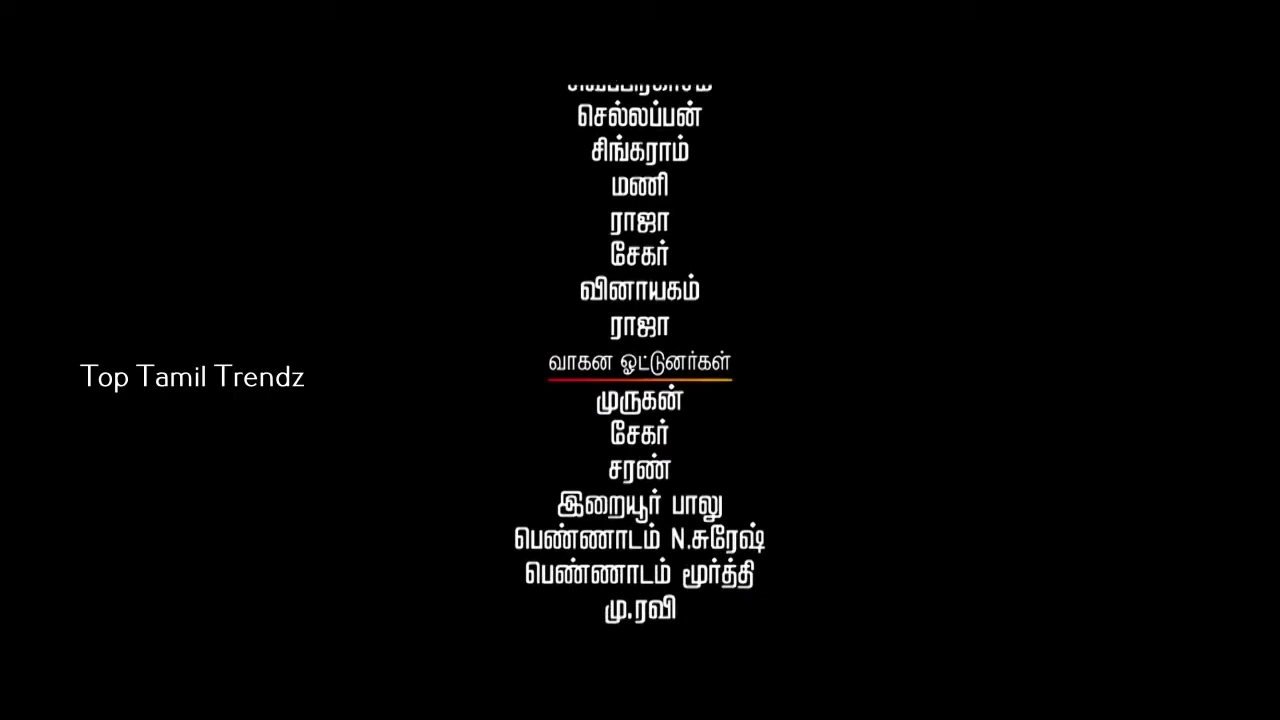 செல்லப்பன்
சிங்கராம்
மணி
ராஜா
சேகர்
வினாயகம்
ராஜா
வாகன ஓட்டுனர்கள்
Top Tamil Trendz
முருகன்
சேகர்
சரண்
இறையூர் பாலு
பெண்ணாடம் N.சுரேஷ்
பெண்ணாடம் மூர்த்தி
மு.ரவி